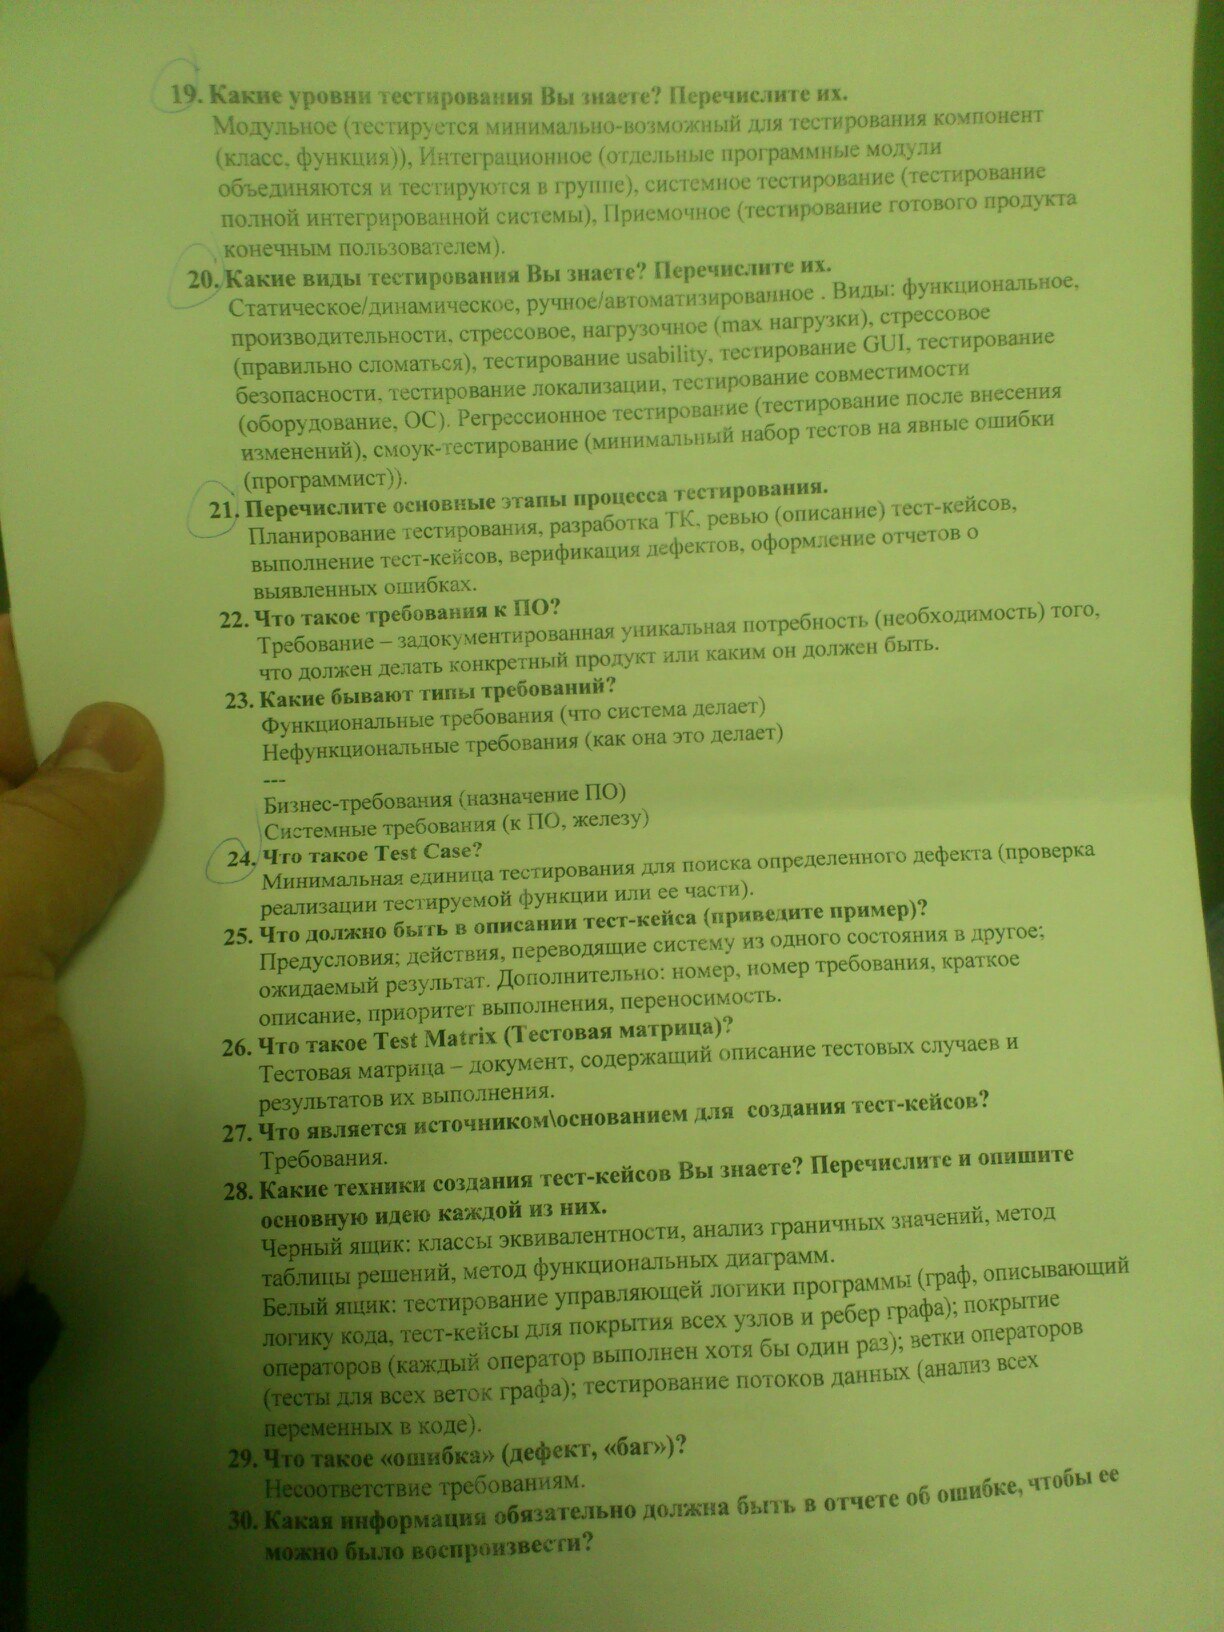 19. Какие уровни тестирования Вы знаете? Перечислите их.
Модульное (тестируется минимально-возможный для тестирования компонент
(класс, функция)), Интеграционное (отдельные программные модули
объединяются и тестируются в группе), системное тестирование (тестирование
полной интегрированной системы), Приемочное (тестирование готового продукта
конечным пользователем).
20. Какие виды тестирования Вы знаете? Перечислите их.
Статическое/динамическое, ручное/автоматизированное . Виды: функциональное,
производительности, стрессовое, нагрузочное (max нагрузки), стрессовое
(правильно сломаться), тестирование usability, тестирование GUI, тестирование
безопасности, тестирование локализации, тестирование совместимости
(оборудование, ОС). Регрессионное тестирование (тестирование после внесения
изменений), смоук-тестирование (минимальный набор тестов на явные ошибки
(программист)).
21. Перечислите основные этапы процесса тестирования.
Планирование тестирования, разработка ТК, ревью (описание) тест-кейсов,
выполнение тест-кейсов, верификация дефектов, оформление отчетов о
выявленных ошибках.
22. Что такое требования к ПО?
Требование – задокументированная уникальная потребность (необходимость) того,
что должен делать конкретный продукт или каким он должен быть.
23. Какие бывают типы требований?
Функциональные требования (что система делает)
Нефункциональные требования (как она это делает)
---
Бизнес-требования (назначение ПО)
Системные требования (к ПО, железу)
24. Что такое Test Case?
Минимальная единица тестирования для поиска определенного дефекта (проверка
реализации тестируемой функции или ее части).
25. Что должно быть в описании тест-кейса (приведите пример)?
Предусловия; действия, переводящие систему из одного состояния в другое;
ожидаемый результат. Дополнительно: номер, номер требования, краткое
описание, приоритет выполнения, переносимость.
26. Что такое Test Matrix (Тестовая матрица)?
Тестовая матрица – документ, содержащий описание тестовых случаев и
результатов их выполнения.
27. Что является источником\основанием для создания тест-кейсов?
Требования.
28. Какие техники создания тест-кейсов Вы знаете? Перечислите и опишите
основную идею каждой из них.
Черный ящик: классы эквивалентности, анализ граничных значений, метод
таблицы решений, метод функциональных диаграмм.
Белый ящик: тестирование управляющей логики программы (граф, описывающий
логику кода, тест-кейсы для покрытия всех узлов и ребер графа); покрытие
операторов (каждый оператор выполнен хотя бы один раз); ветки операторов
(тесты для всех веток графа); тестирование потоков данных (анализ всех
переменных в коде).
29. Что такое «ошибка» (дефект, «баг»)?
Несоответствие требованиям.
30. Какая информация обязательно должна быть в отчете об ошибке, чтобы ее
можно было воспроизвести?